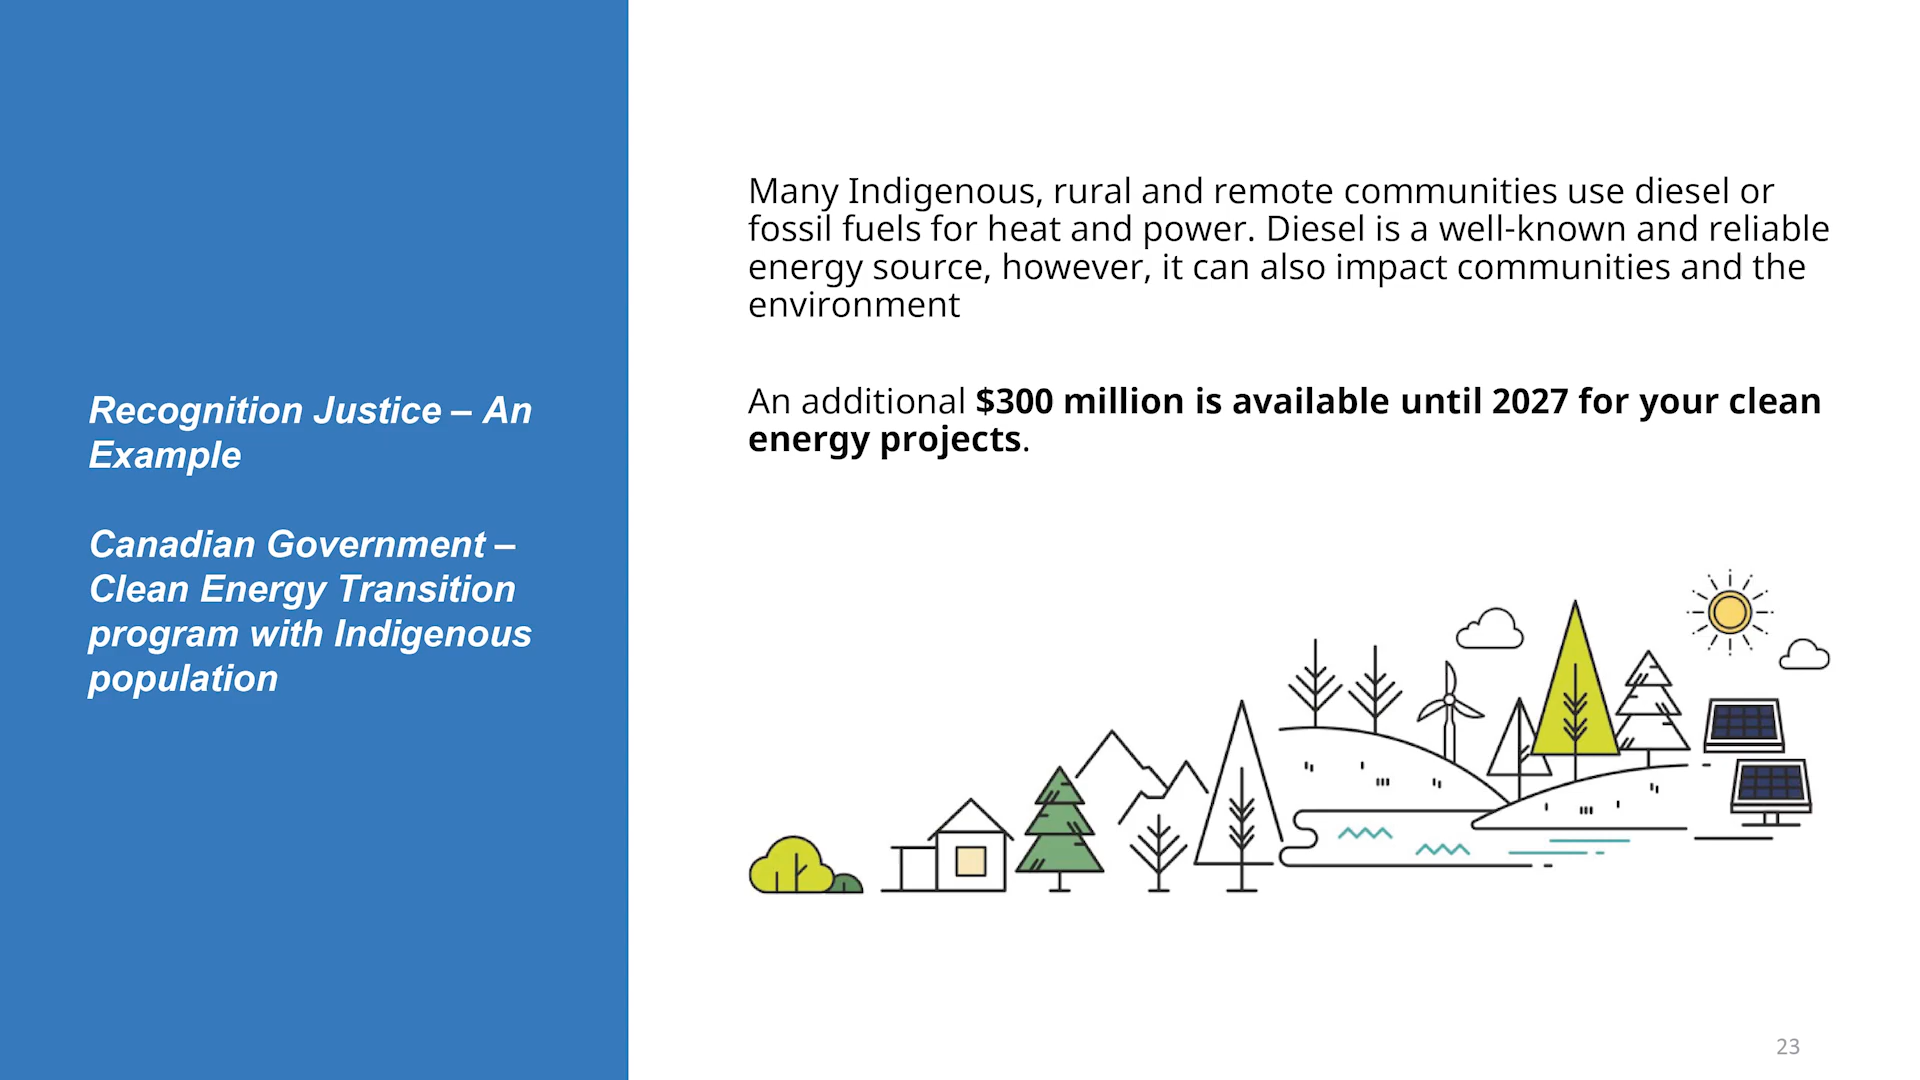 Recognition Justice – An
Example
Canadian Government –
Clean Energy Transition
program with Indigenous
population
Many Indigenous, rural and remote communities use diesel or
fossil fuels for heat and power. Diesel is a well-known and reliable
energy source, however, it can also impact communities and the
environment
An additional $300 million is available until 2027 for your clean
energy projects.
23